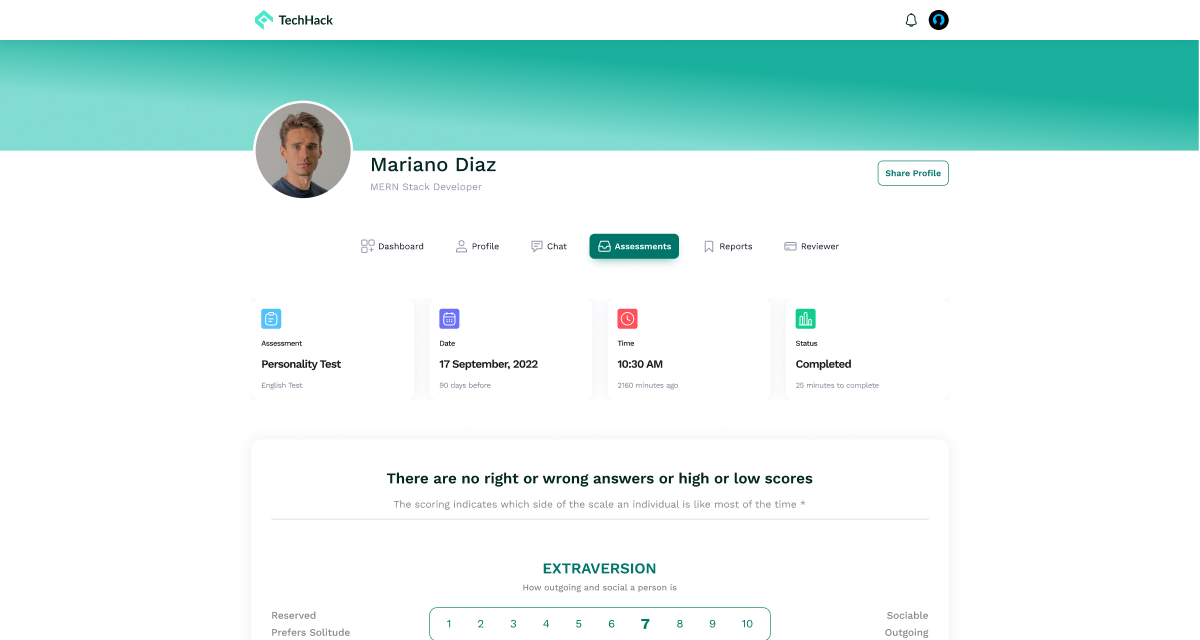 TechHack
Mariano Diaz
MERN Stack Developer
Share Profile
Dashboard
Profile
Chat
Assessments
Reports
Reviewer
Assessment
Personality Test
English Test
Date
17 September, 2022
90 days before
Time
10:30 AM
2160 minutes ago
Status
Completed
25 minutes to complete
There are no right or wrong answers or high or low scores
The scoring indicates which side of the scale an individual is like most of the time *
EXTRAVERSION
How outgoing and social a person is
Reserved
Prefers Solitude
1 2 3 4 5 6 7 8 9 10
Sociable
Outgoing